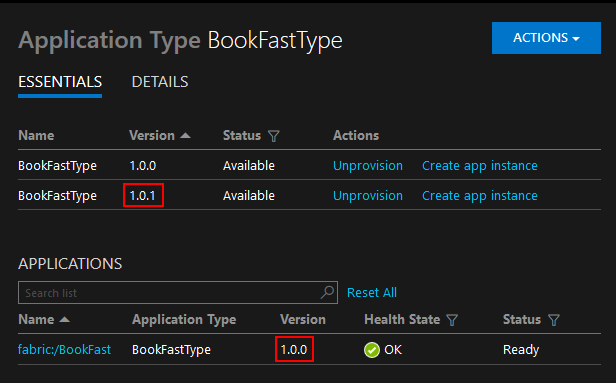 Application Type BookFastType
ACTIONS
ESSENTIALS DETAILS
Name Version Status Actions
BookFastType 1.0.0 Available Unprovision Create app instance
BookFastType 1.0.1 Available Unprovision Create app instance
APPLICATIONS
Search list Reset All
Name Application Type Version Health State Status
fabric:/BookFast BookFastType 1.0.0 OK Ready